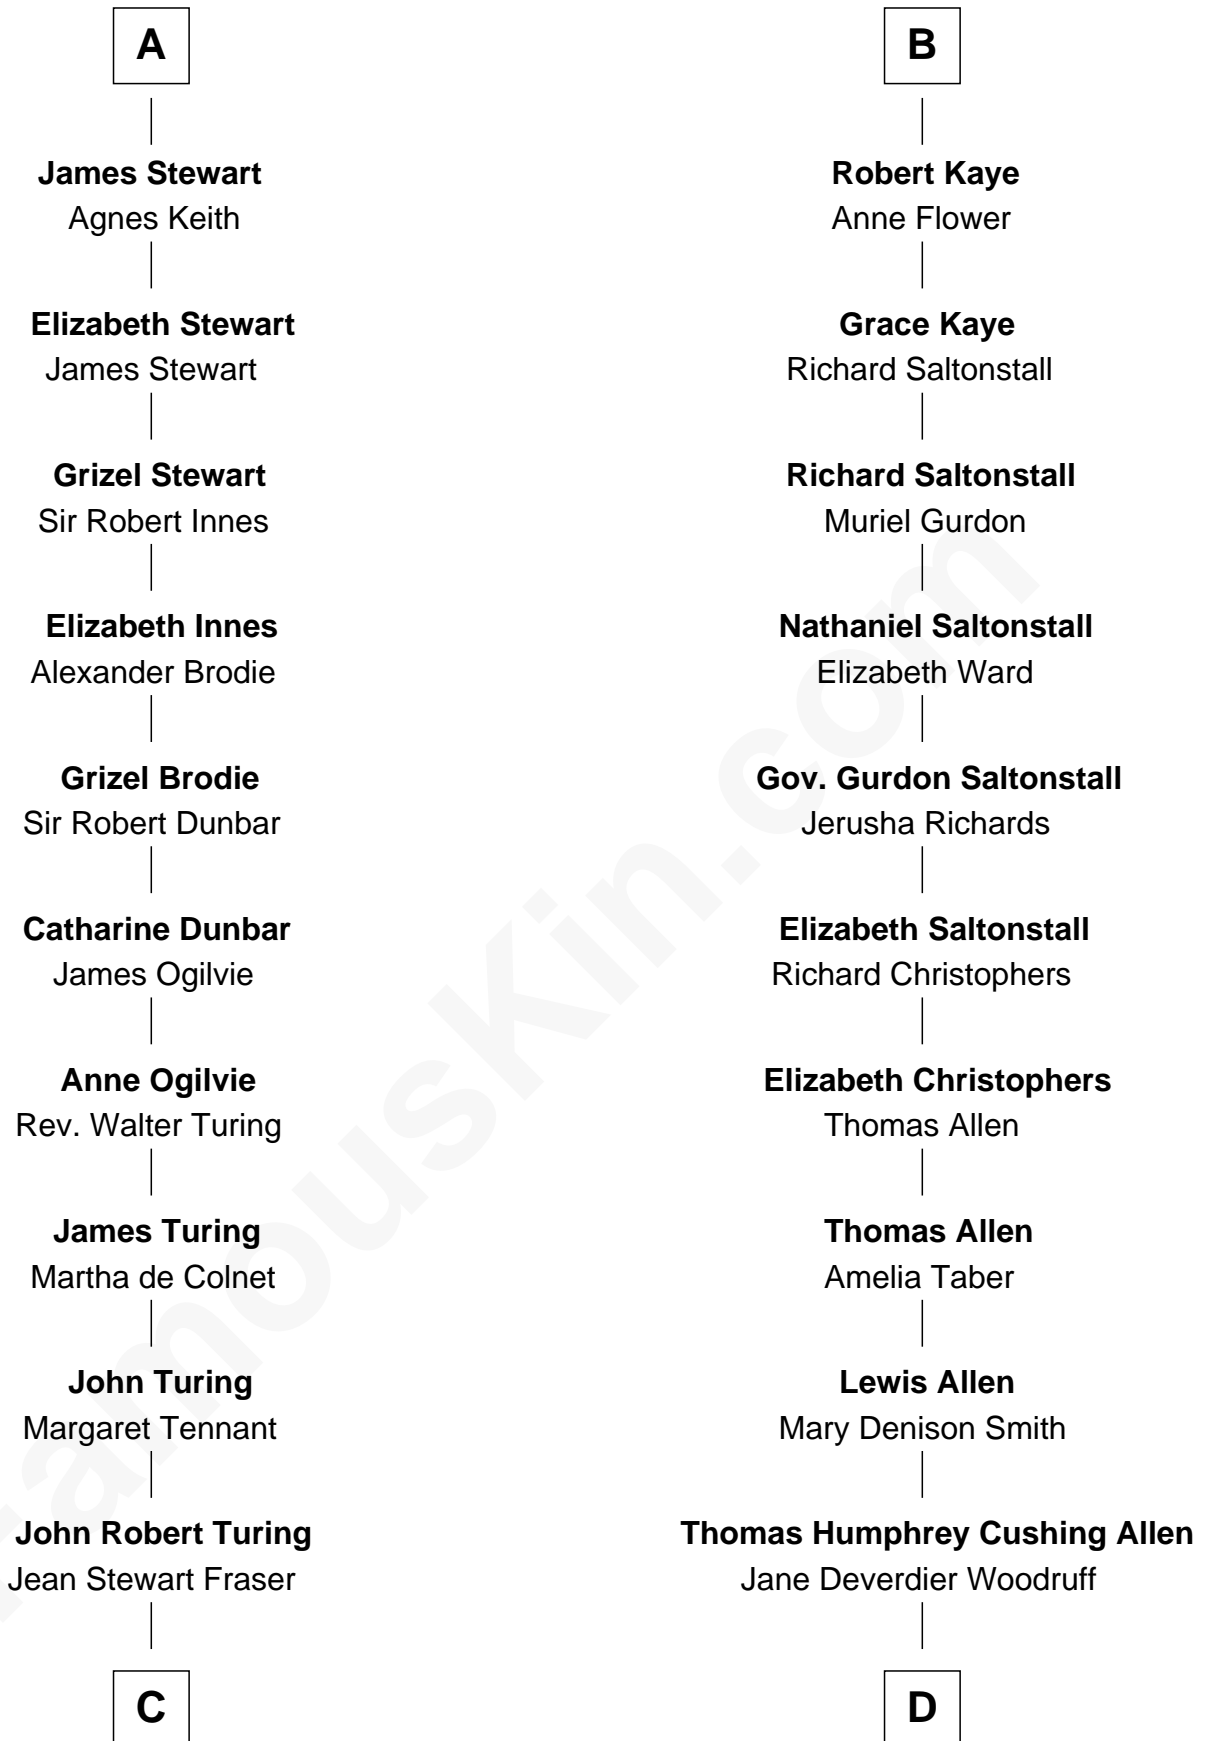 A
James Stewart
Agnes Keith
Elizabeth Stewart
James Stewart
Grizel Stewart
Sir Robert Innes
Elizabeth Innes
Alexander Brodie
Grizel Brodie
Sir Robert Dunbar
Catharine Dunbar
James Ogilvie
Anne Ogilvie
Rev. Walter Turing
James Turing
Martha de Colnet
John Turing
Margaret Tennant
John Robert Turing
Jean Stewart Fraser
C
B
Robert Kaye
Anne Flower
Grace Kaye
Richard Saltonstall
Richard Saltonstall
Muriel Gurdon
Nathaniel Saltonstall
Elizabeth Ward
Gov. Gurdon Saltonstall
Jerusha Richards
Elizabeth Saltonstall
Richard Christophers
Elizabeth Christophers
Thomas Allen
Thomas Allen
Amelia Taber
Lewis Allen
Mary Denison Smith
Thomas Humphrey Cushing Allen
Jane Deverdier Woodruff
D
FamousKin.com